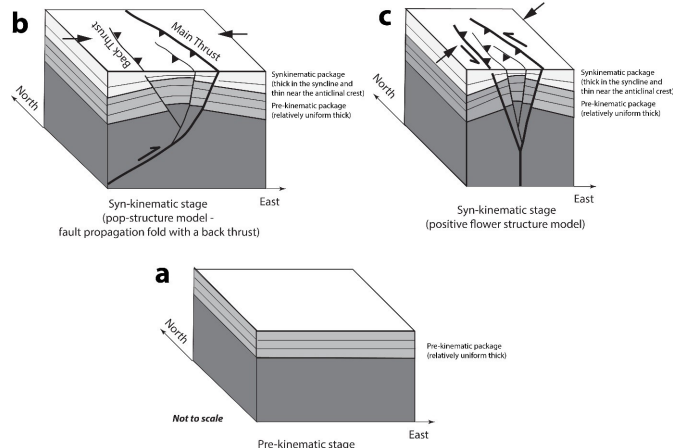 b
Main Thrust
Back Thrust
Synkinematic package
(thick in the syncline and
thin near the anticlinal crest)
Pre-kinematic package
(relatively uniform thick)
North
East
Syn-kinematic stage
(pop-structure model -
fault propagation fold with a back thrust)
c
Synkinematic package
(thick in the syncline and
thin near the anticlinal crest)
Pre-kinematic package
(relatively uniform thick)
North
East
Syn-kinematic stage
(positive flower structure model)
a
North
Pre-kinematic package
(relatively uniform thick)
Not to scale
East
Pre-kinematic stage